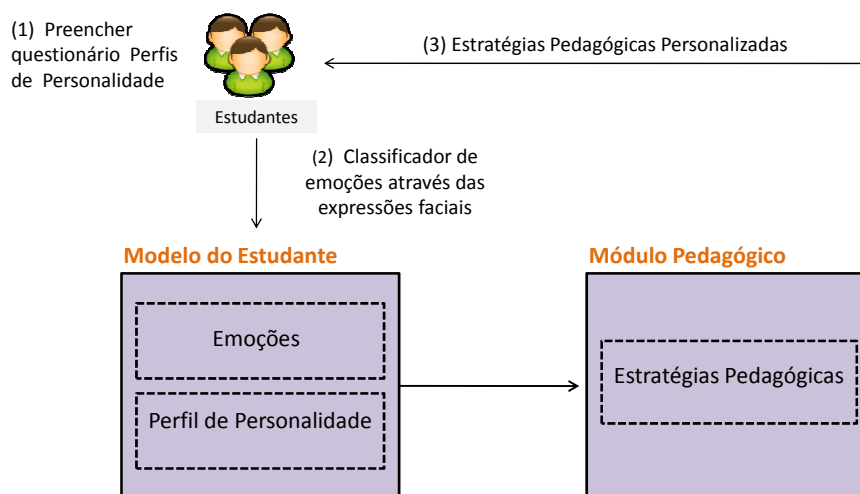 (1) Preencher
questionário Perfis
de Personalidade
(3) Estratégias Pedagógicas Personalizadas
Estudantes
(2) Classificador de
emoções através das
expressões faciais
Modelo do Estudante
Módulo Pedagógico
Emoções
Estratégias Pedagógicas
Perfil de Personalidade